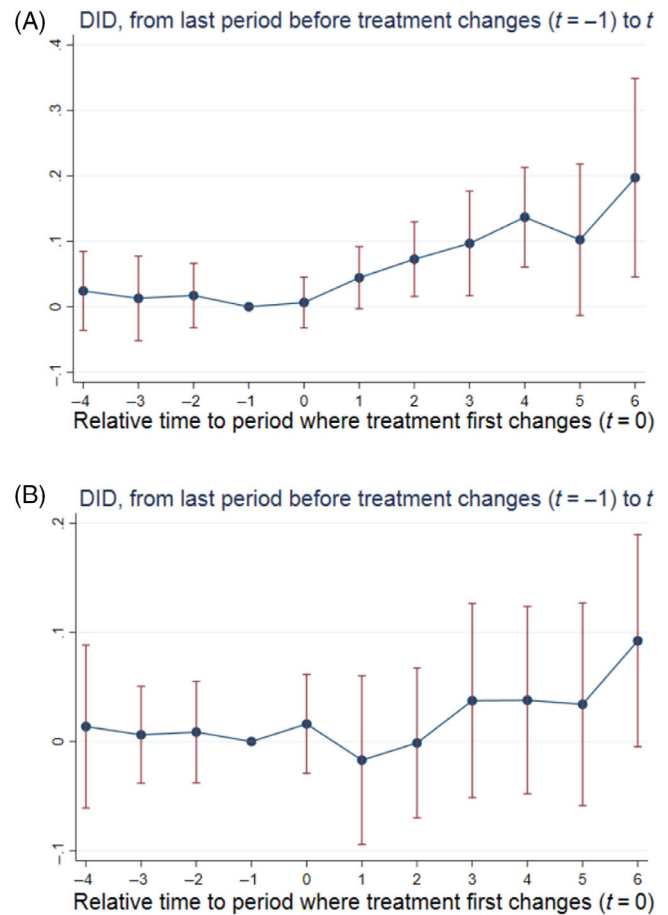 (A)
DID, from last period before treatment changes (t = –1) to t
.4
.3
.2
.1
0
–.1
–4 –3 –2 –1 0 1 2 3 4 5 6
Relative time to period where treatment first changes (t = 0)
(B)
DID, from last period before treatment changes (t = –1) to t
.2
.1
0
–.1
–4 –3 –2 –1 0 1 2 3 4 5 6
Relative time to period where treatment first changes (t = 0)